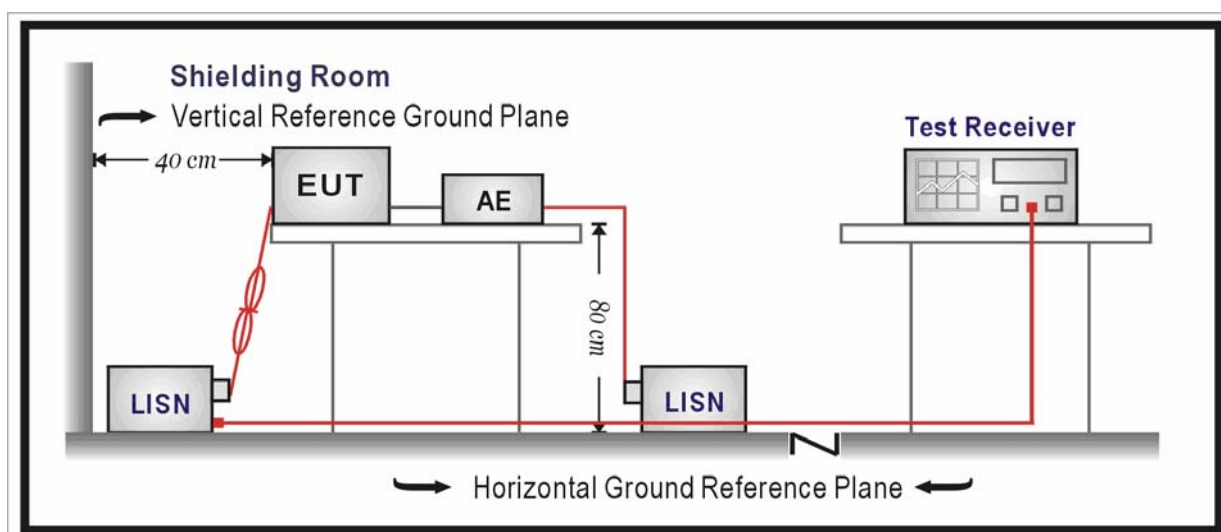 Shielding Room
Vertical Reference Ground Plane
40 cm
EUT
AE
Test Receiver
80 cm
LISN
LISN
Horizontal Ground Reference Plane